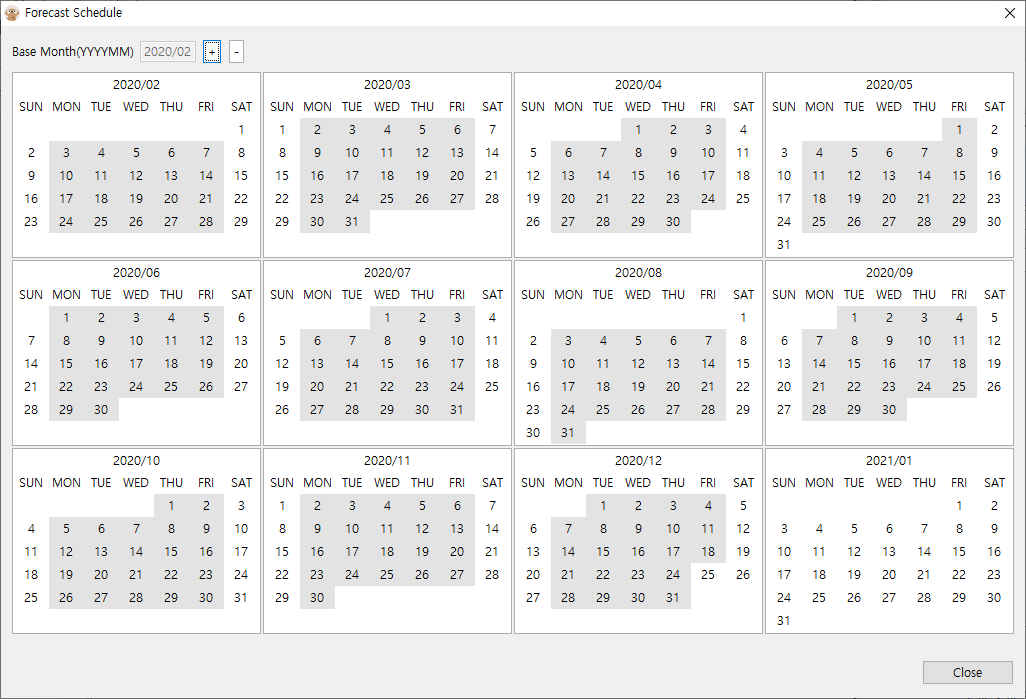 Forecast Schedule
Base Month(YYYYMM) 2020/02 + -
2020/02
SUN MON TUE WED THU FRI SAT
1
2 3 4 5 6 7 8
9 10 11 12 13 14 15
16 17 18 19 20 21 22
23 24 25 26 27 28 29
2020/03
SUN MON TUE WED THU FRI SAT
1 2 3 4 5 6 7
8 9 10 11 12 13 14
15 16 17 18 19 20 21
22 23 24 25 26 27 28
29 30 31
2020/04
SUN MON TUE WED THU FRI SAT
1 2 3 4
5 6 7 8 9 10 11
12 13 14 15 16 17 18
19 20 21 22 23 24 25
26 27 28 29 30
2020/05
SUN MON TUE WED THU FRI SAT
1 2
3 4 5 6 7 8 9
10 11 12 13 14 15 16
17 18 19 20 21 22 23
24 25 26 27 28 29 30
31
2020/06
SUN MON TUE WED THU FRI SAT
1 2 3 4 5 6
7 8 9 10 11 12 13
14 15 16 17 18 19 20
21 22 23 24 25 26 27
28 29 30
2020/07
SUN MON TUE WED THU FRI SAT
1 2 3 4
5 6 7 8 9 10 11
12 13 14 15 16 17 18
19 20 21 22 23 24 25
26 27 28 29 30 31
2020/08
SUN MON TUE WED THU FRI SAT
1
2 3 4 5 6 7 8
9 10 11 12 13 14 15
16 17 18 19 20 21 22
23 24 25 26 27 28 29
30 31
2020/09
SUN MON TUE WED THU FRI SAT
1 2 3 4 5
6 7 8 9 10 11 12
13 14 15 16 17 18 19
20 21 22 23 24 25 26
27 28 29 30
2020/10
SUN MON TUE WED THU FRI SAT
1 2 3
4 5 6 7 8 9 10
11 12 13 14 15 16 17
18 19 20 21 22 23 24
25 26 27 28 29 30 31
2020/11
SUN MON TUE WED THU FRI SAT
1 2 3 4 5 6 7
8 9 10 11 12 13 14
15 16 17 18 19 20 21
22 23 24 25 26 27 28
29 30
2020/12
SUN MON TUE WED THU FRI SAT
1 2 3 4 5
6 7 8 9 10 11 12
13 14 15 16 17 18 19
20 21 22 23 24 25 26
27 28 29 30 31
2021/01
SUN MON TUE WED THU FRI SAT
1 2
3 4 5 6 7 8 9
10 11 12 13 14 15 16
17 18 19 20 21 22 23
24 25 26 27 28 29 30
31
Close